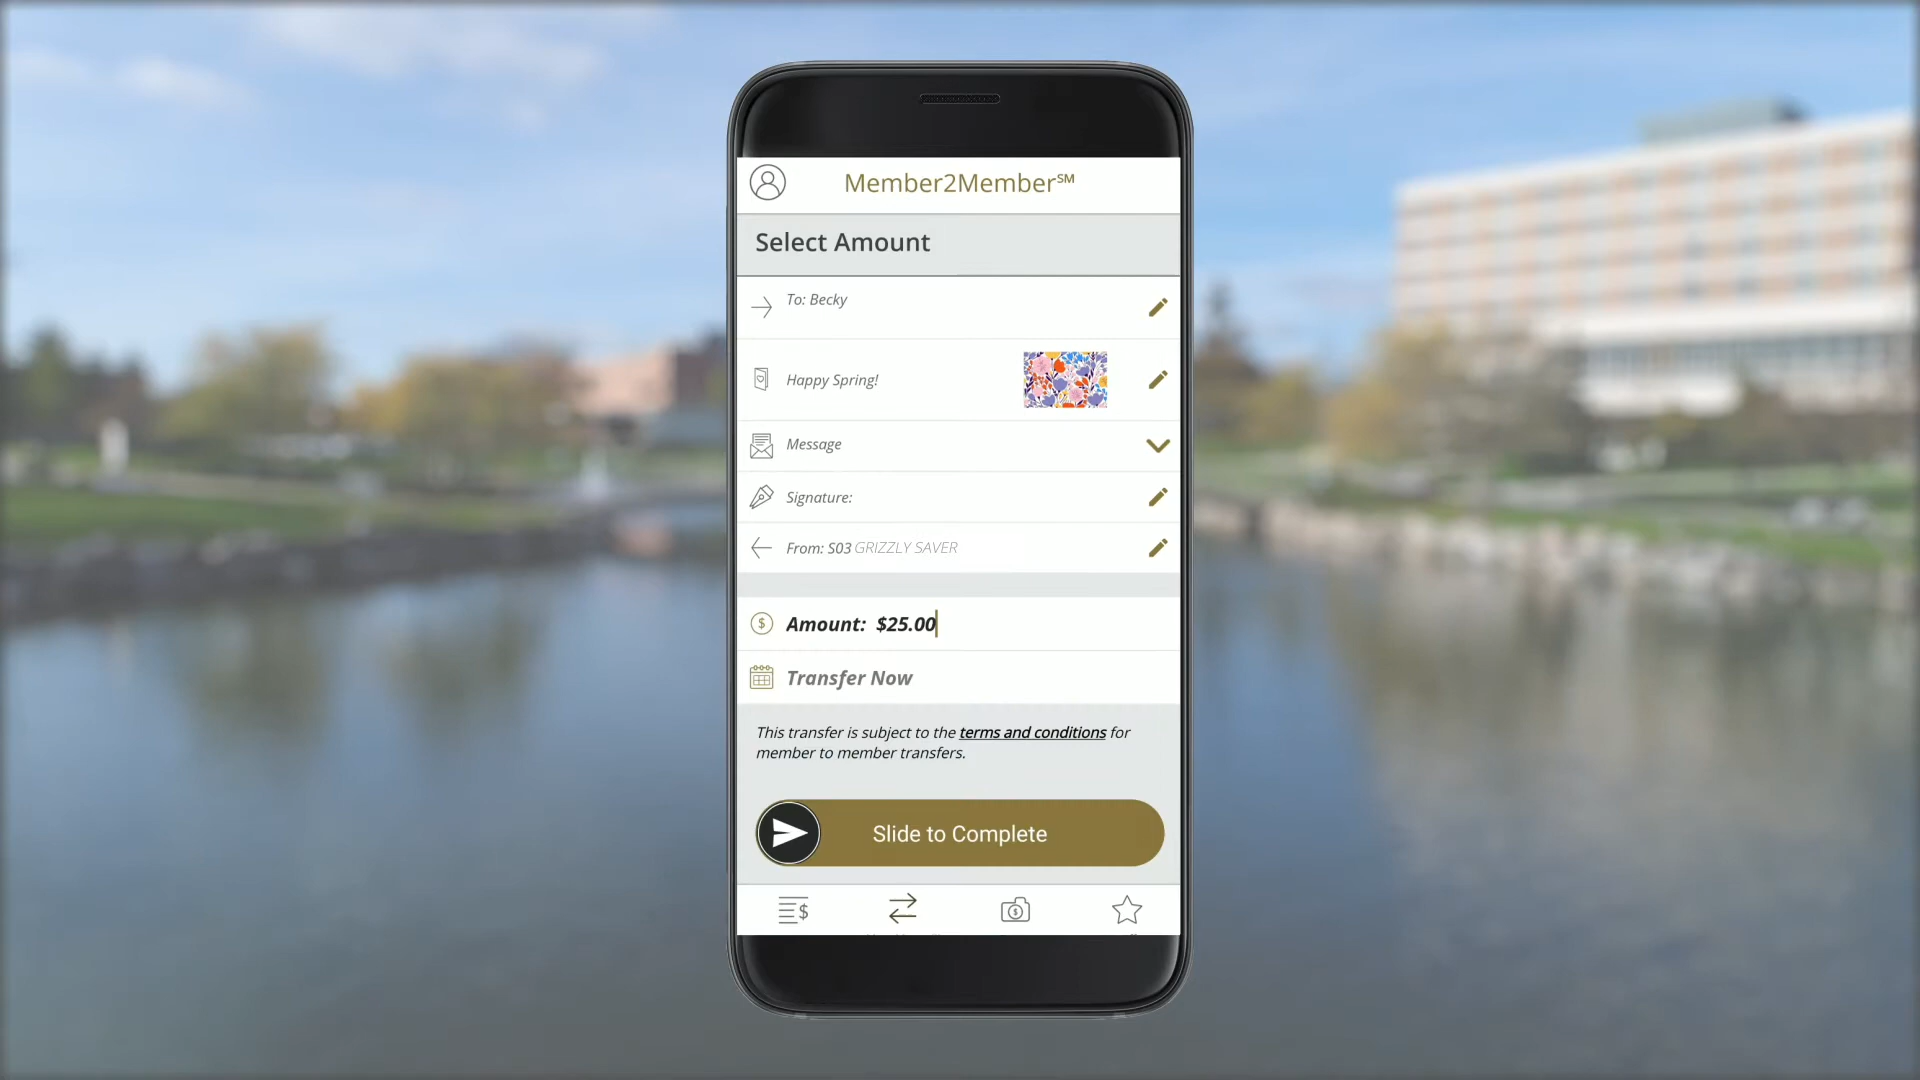 Member2Member℠
Select Amount
To: Becky
Happy Spring!
Message
Signature:
From: S03 GRIZZLY SAVER
Amount: $25.00
Transfer Now
This transfer is subject to the terms and conditions for
member to member transfers.
Slide to Complete